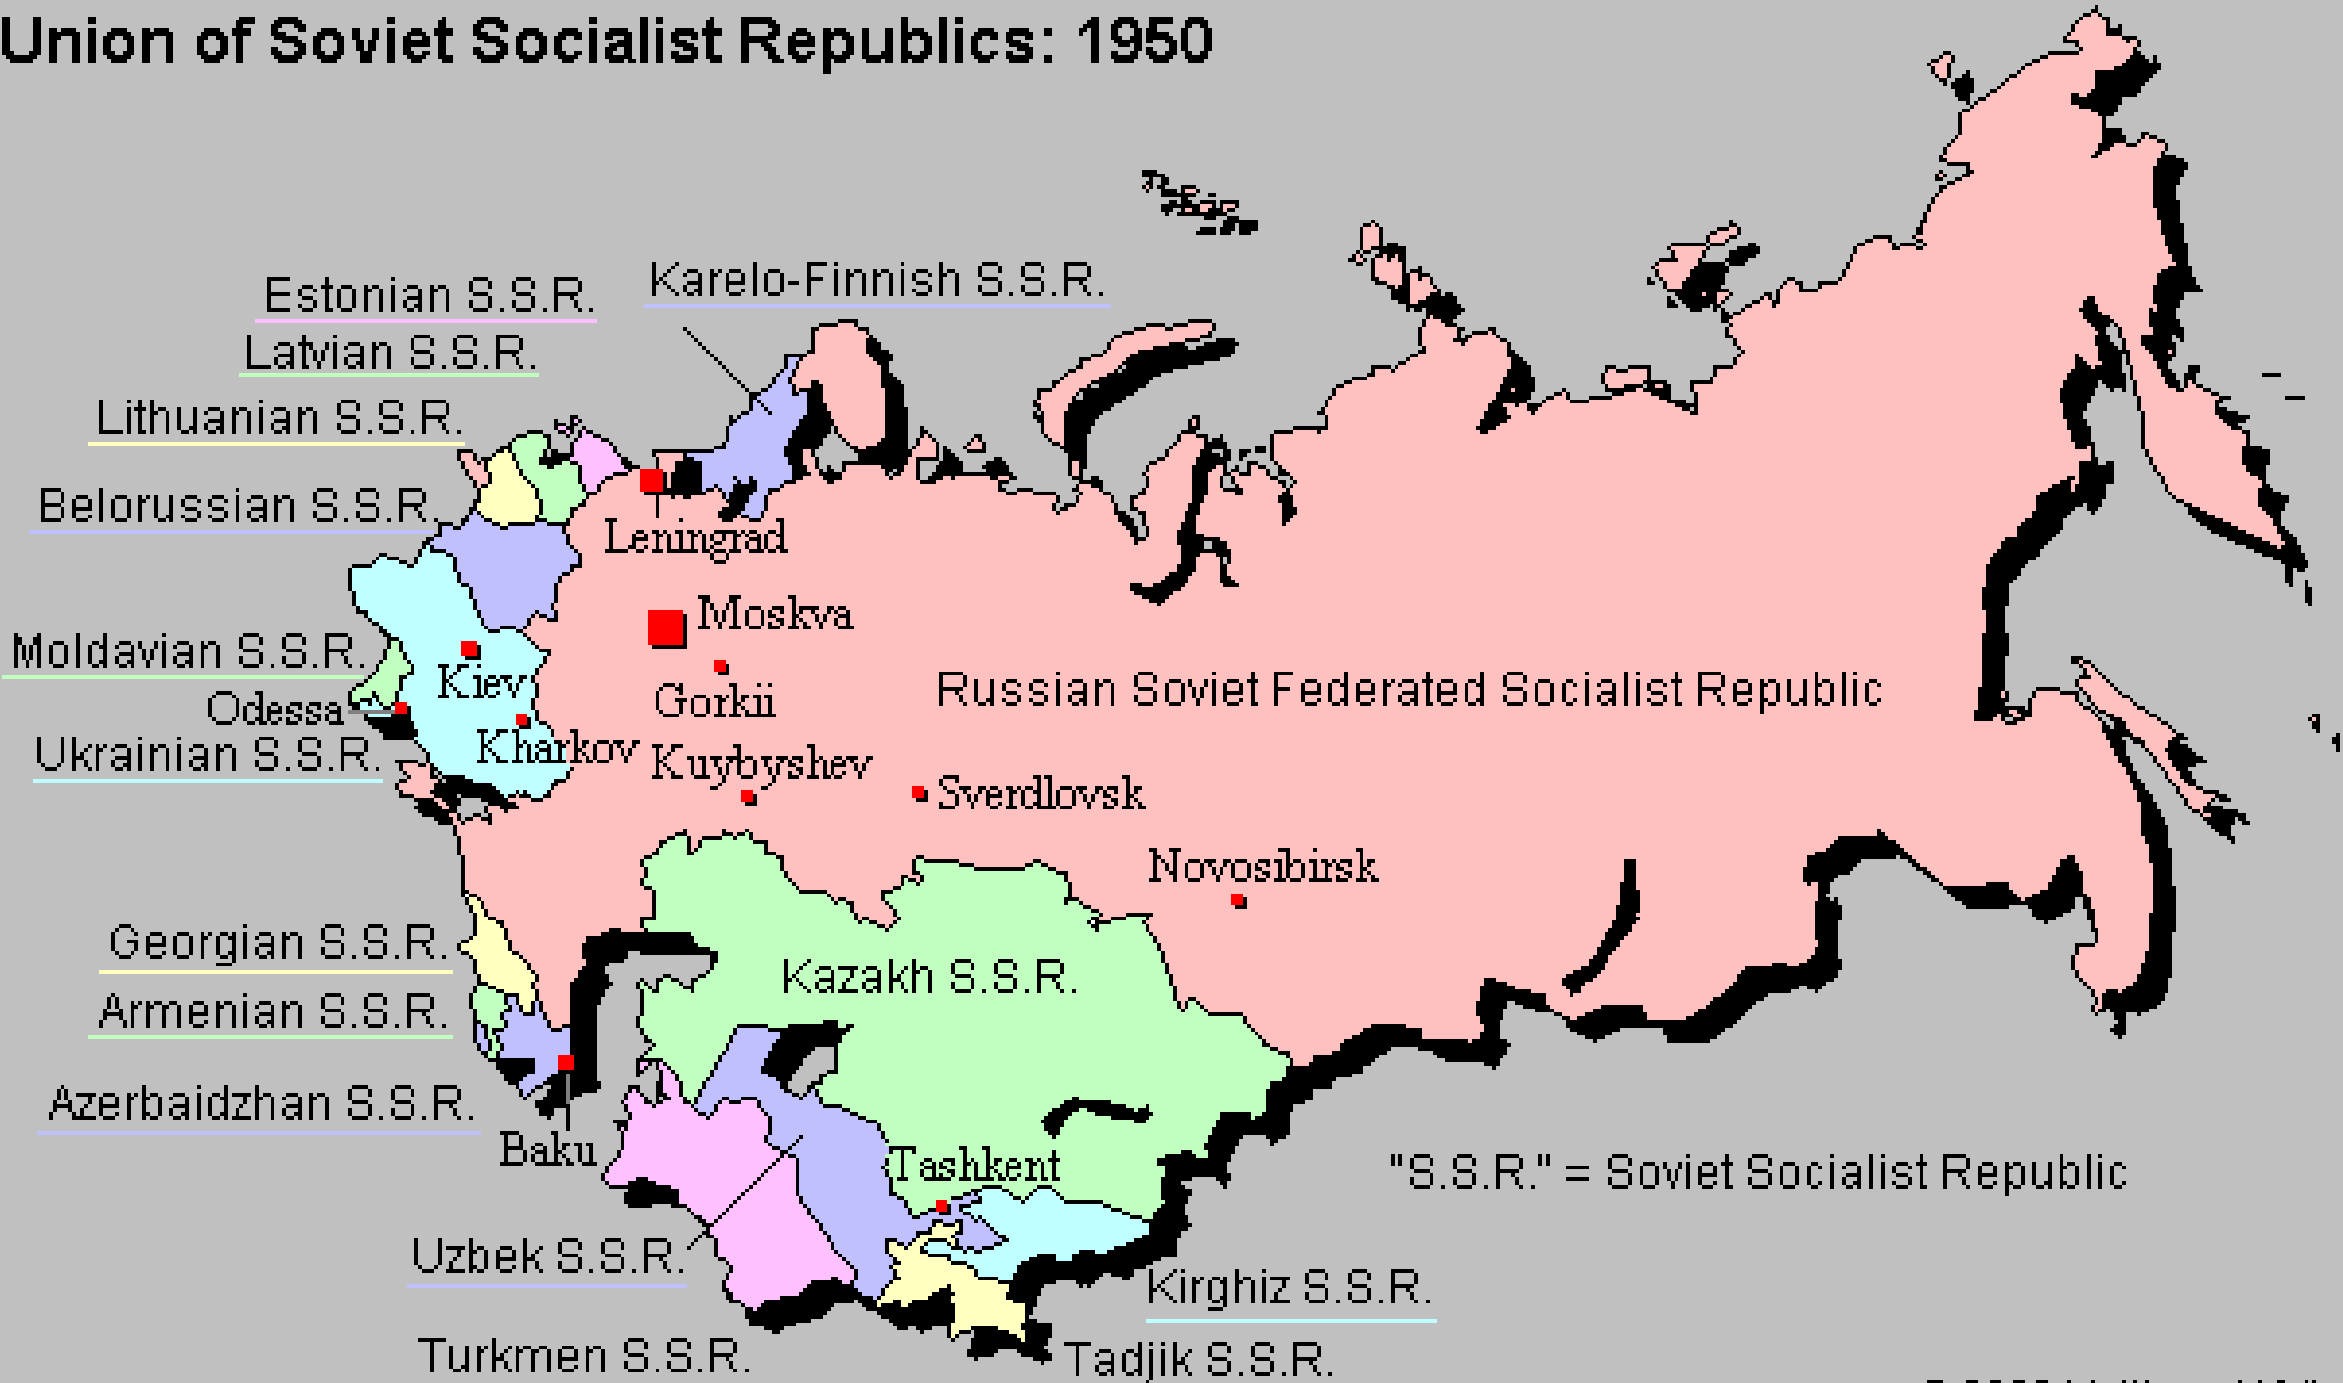 Union of Soviet Socialist Republics: 1950
Karelo-Finnish S.S.R.
Estonian S.S.R.
Latvian S.S.R.
Lithuanian S.S.R.
Belorussian S.S.R.
Leningrad
Moskva
Moldavian S.S.R.
Kiev
Gorkii
Russian Soviet Federated Socialist Republic
Odessa
Kharkov
Ukrainian S.S.R.
Kuybyshev
Sverdlovsk
Novosibirsk
Georgian S.S.R.
Kazakh S.S.R.
Armenian S.S.R.
Azerbaidzhan S.S.R.
Baku
Tashkent
"S.S.R." = Soviet Socialist Republic
Uzbek S.S.R.
Kirghiz S.S.R.
Turkmen S.S.R.
Tadjik S.S.R.